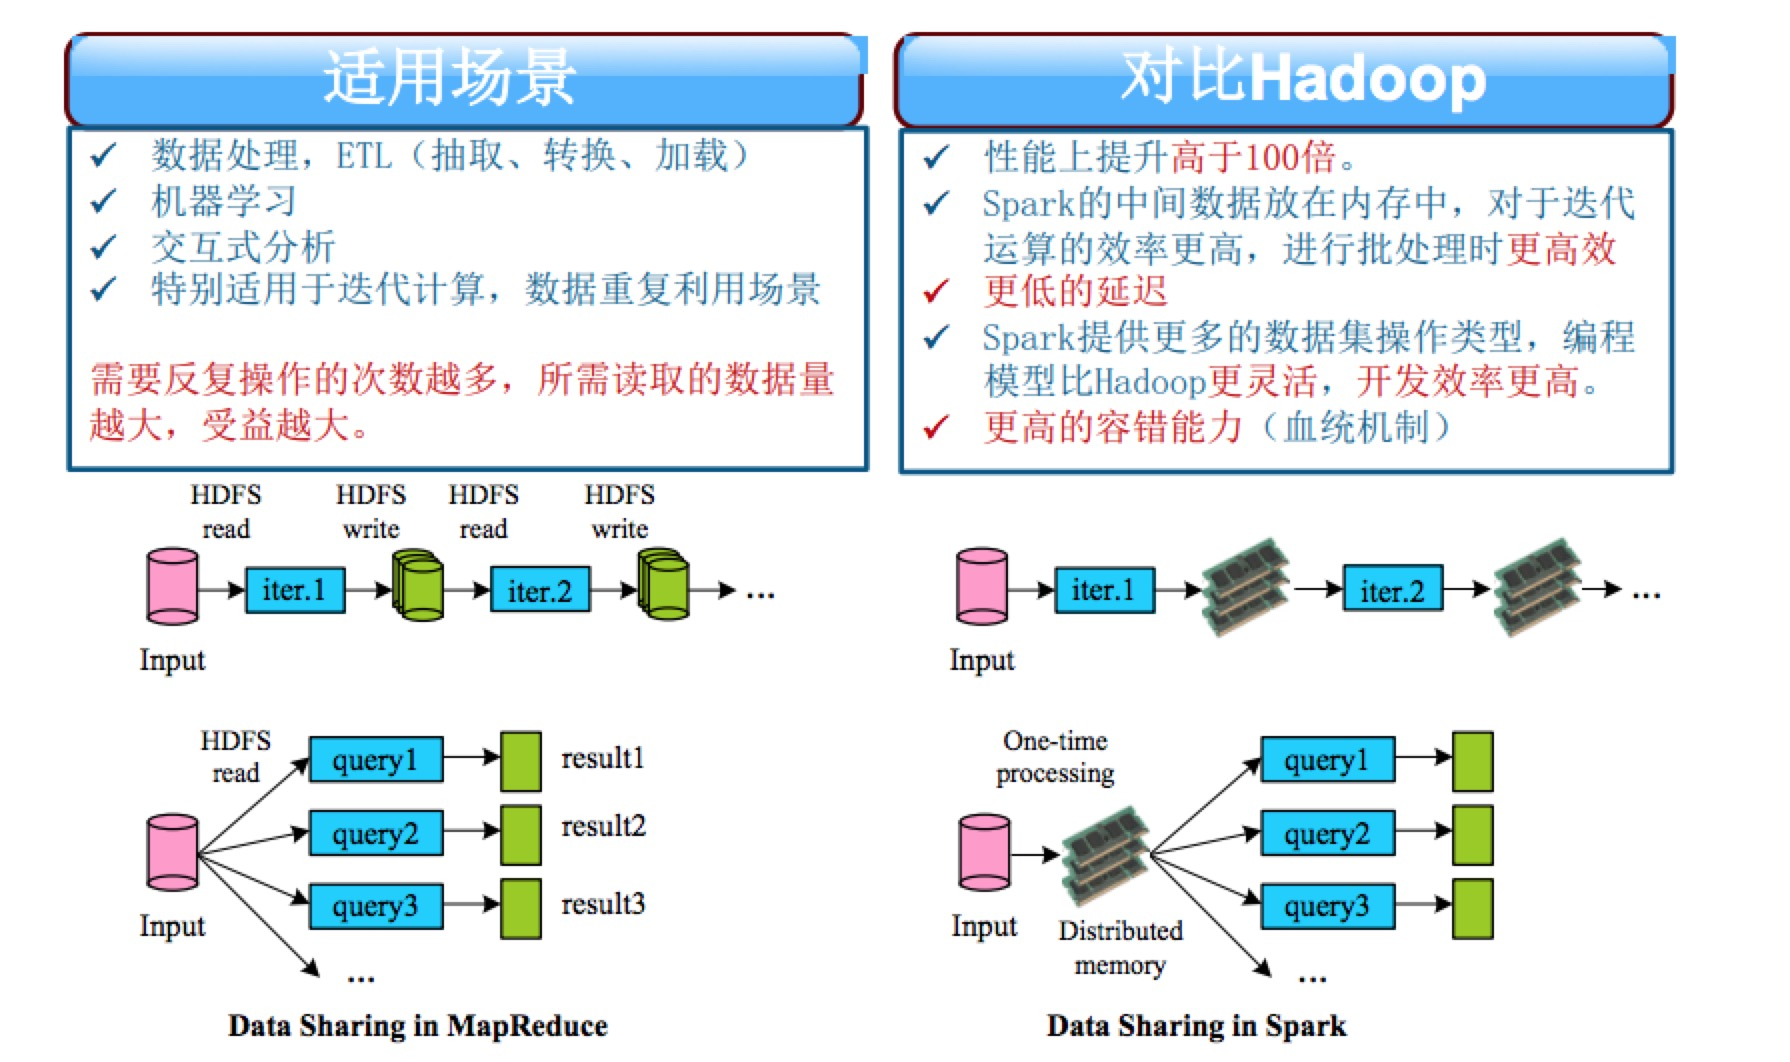 适用场景
数据处理，ETL（抽取、转换、加载）
机器学习
交互式分析
特别适用于迭代计算，数据重复利用场景
需要反复操作的次数越多，所需读取的数据量
越大，受益越大。
对比Hadoop
性能上提升高于100倍。
Spark的中间数据放在内存中，对于迭代
运算的效率更高，进行批处理时更高效
更低的延迟
Spark提供更多的数据集操作类型，编程
模型比Hadoop更灵活，开发效率更高。
更高的容错能力（血统机制）
HDFS
read
HDFS
write
HDFS
read
HDFS
write
iter.1
iter.2
...
Input
HDFS
read
query1
result1
query2
result2
query3
result3
Input
...
Data Sharing in MapReduce
iter.1
iter.2
...
Input
One-time
processing
query1
query2
query3
Input
Distributed
memory
...
Data Sharing in Spark